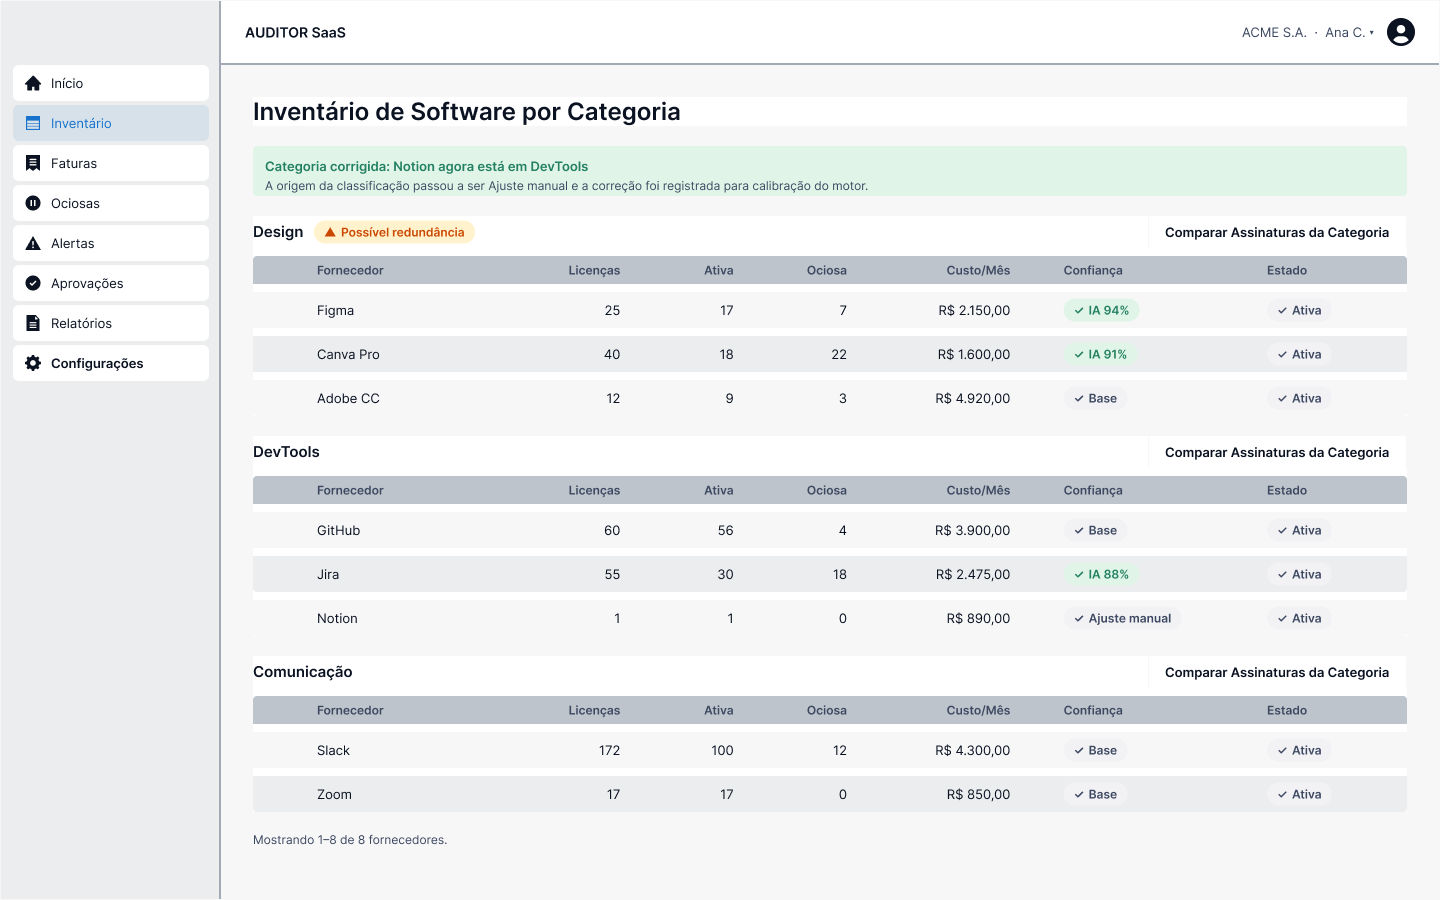 AUDITOR SaaS
ACME S.A. · Ana C. ▾
Início
Inventário
Faturas
Ociosas
Alertas
Aprovações
Relatórios
Configurações
Inventário de Software por Categoria
Categoria corrigida: Notion agora está em DevTools
A origem da classificação passou a ser Ajuste manual e a correção foi registrada para calibração do motor.
Design ▲ Possível redundância Comparar Assinaturas da Categoria
Fornecedor Licenças Ativa Ociosa Custo/Mês Confiança Estado
Figma 25 17 7 R$ 2.150,00 ✓ IA 94% ✓ Ativa
Canva Pro 40 18 22 R$ 1.600,00 ✓ IA 91% ✓ Ativa
Adobe CC 12 9 3 R$ 4.920,00 ✓ Base ✓ Ativa
DevTools Comparar Assinaturas da Categoria
Fornecedor Licenças Ativa Ociosa Custo/Mês Confiança Estado
GitHub 60 56 4 R$ 3.900,00 ✓ Base ✓ Ativa
Jira 55 30 18 R$ 2.475,00 ✓ IA 88% ✓ Ativa
Notion 1 1 0 R$ 890,00 ✓ Ajuste manual ✓ Ativa
Comunicação Comparar Assinaturas da Categoria
Fornecedor Licenças Ativa Ociosa Custo/Mês Confiança Estado
Slack 172 100 12 R$ 4.300,00 ✓ Base ✓ Ativa
Zoom 17 17 0 R$ 850,00 ✓ Base ✓ Ativa
Mostrando 1–8 de 8 fornecedores.